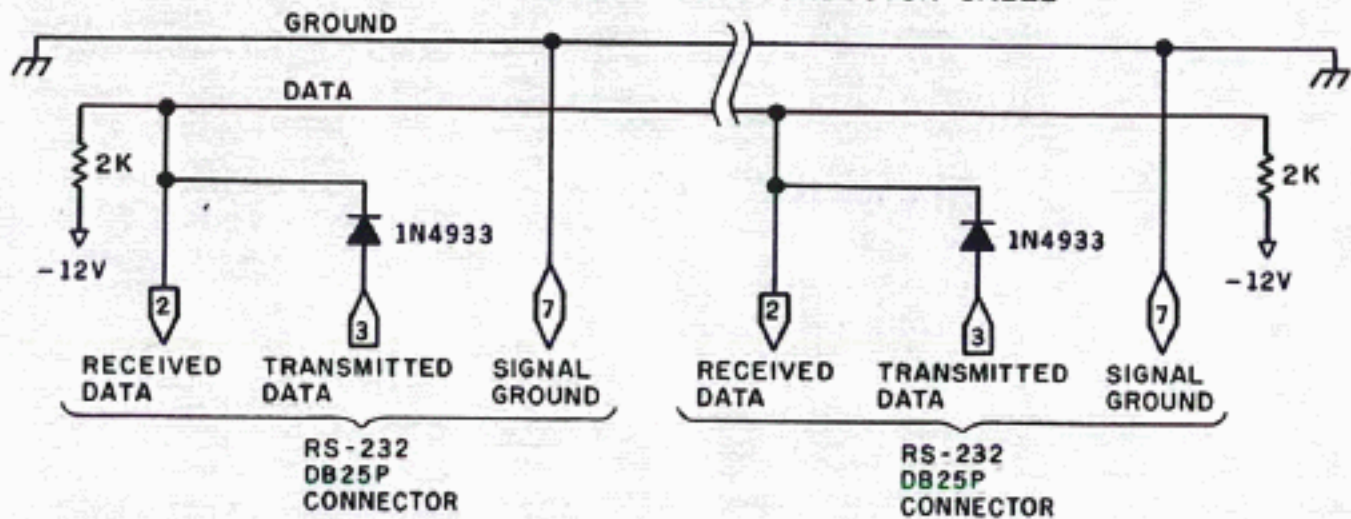 GROUND
DATA
2K
-12V
1N4933
2
3
7
RECEIVED
DATA
TRANSMITTED
DATA
SIGNAL
GROUND
RS-232
DB25P
CONNECTOR
1N4933
2K
-12V
2
3
7
RECEIVED
DATA
TRANSMITTED
DATA
SIGNAL
GROUND
RS-232
DB25P
CONNECTOR